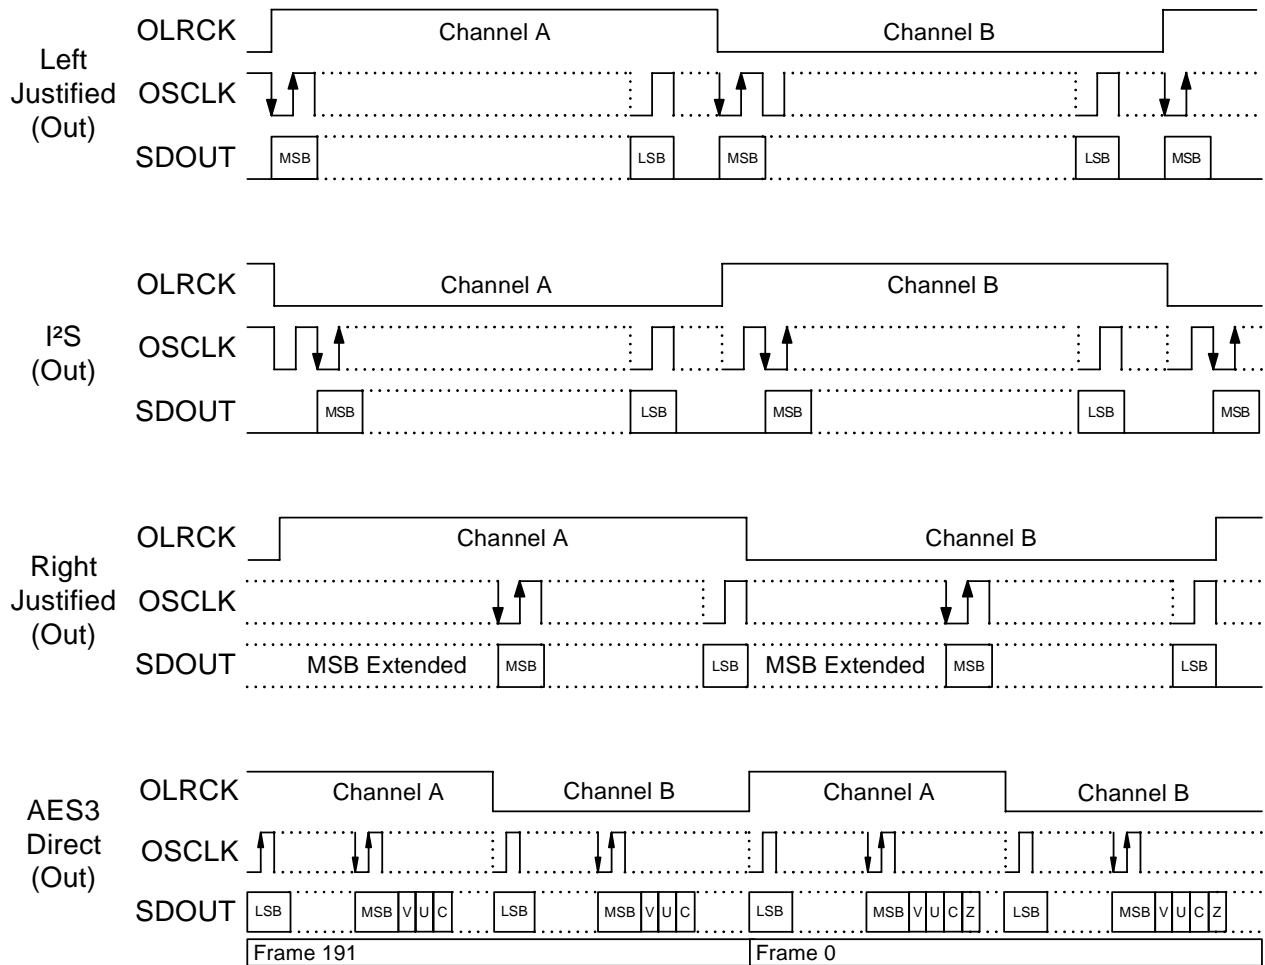 Left
Justified
(Out)
OLRCK
Channel A
Channel B
OSCLK
SDOUT
MSB
LSB
MSB
LSB
MSB
I²S
(Out)
OLRCK
Channel A
Channel B
OSCLK
SDOUT
MSB
LSB
MSB
LSB
MSB
Right
Justified
(Out)
OLRCK
Channel A
Channel B
OSCLK
SDOUT
MSB Extended
MSB
LSB
MSB Extended
MSB
LSB
AES3
Direct
(Out)
OLRCK
Channel A
Channel B
Channel A
Channel B
OSCLK
SDOUT
LSB
MSB V U C
LSB
MSB V U C
LSB
MSB V U C Z
LSB
MSB V U C Z
Frame 191
Frame 0